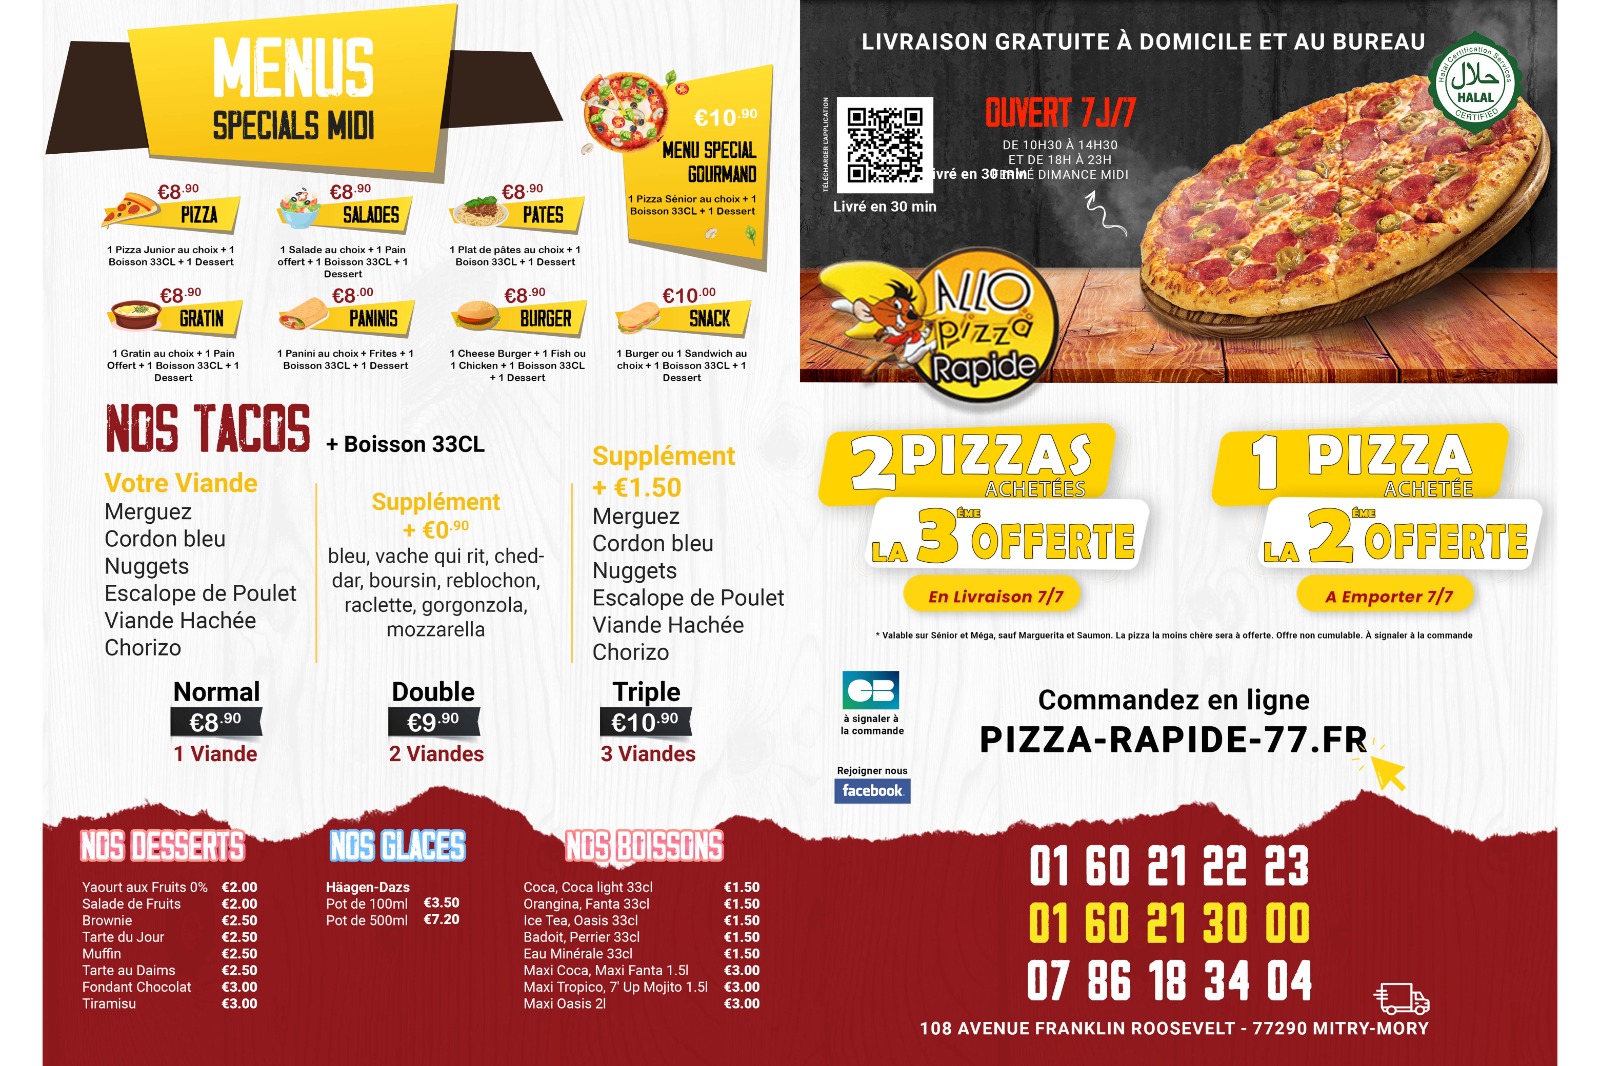 MENUS
SPECIALS MIDI
€10.90
MENU SPECIAL
GOURMAND
1 Pizza Sénior au choix + 1
Boisson 33CL + 1 Dessert
€8.90
PIZZA
1 Pizza Junior au choix + 1
Boisson 33CL + 1 Dessert
€8.90
SALADES
1 Salade au choix + 1 Pain
offert + 1 Boisson 33CL + 1
Dessert
€8.90
PATES
1 Plat de pâtes au choix + 1
Boison 33CL + 1 Dessert
€8.90
GRATIN
1 Gratin au choix + 1 Pain
Offert + 1 Boisson 33CL + 1
Dessert
€8.00
PANINIS
1 Panini au choix + Frites + 1
Boisson 33CL + 1 Dessert
€8.90
BURGER
1 Cheese Burger + 1 Fish ou
1 Chicken + 1 Boisson 33CL
+ 1 Dessert
€10.00
SNACK
1 Burger ou 1 Sandwich au
choix + 1 Boisson 33CL + 1
Dessert
NOS TACOS
+ Boisson 33CL
Votre Viande
Merguez
Cordon bleu
Nuggets
Escalope de Poulet
Viande Hachée
Chorizo
Supplément
+ €0.90
bleu, vache qui rit, ched-
dar, boursin, reblochon,
raclette, gorgonzola,
mozzarella
Supplément
+ €1.50
Merguez
Cordon bleu
Nuggets
Escalope de Poulet
Viande Hachée
Chorizo
Normal
€8.90
1 Viande
Double
€9.90
2 Viandes
Triple
€10.90
3 Viandes
NOS DESSERTS
Yaourt aux Fruits 0% €2.00
Salade de Fruits €2.00
Brownie €2.50
Tarte du Jour €2.50
Muffin €2.50
Tarte au Daims €2.50
Fondant Chocolat €3.00
Tiramisu €3.00
NOS GLACES
Häagen-Dazs
Pot de 100ml €3.50
Pot de 500ml €7.20
NOS BOISSONS
Coca, Coca light 33cl €1.50
Orangina, Fanta 33cl €1.50
Ice Tea, Oasis 33cl €1.50
Badoit, Perrier 33cl €1.50
Eau Minérale 33cl €1.50
Maxi Coca, Maxi Fanta 1.5l €3.00
Maxi Tropico, 7' Up Mojito 1.5l €3.00
Maxi Oasis 2l €3.00
LIVRAISON GRATUITE À DOMICILE ET AU BUREAU
Halal Certification Services
حلال
HALAL
CERTIFIED
TÉLÉCHARGER L'APPLICATION
OUVERT 7J/7
DE 10H30 À 14H30
ET DE 18H À 23H
DIMANCE MIDI
ivré en 30 min
Livré en 30 min
ALLO
Pizza
Rapide
2 PIZZAS
ACHETÉES
LA 3ÈME OFFERTE
En Livraison 7/7
1 PIZZA
ACHETÉE
LA 2ÈME OFFERTE
A Emporter 7/7
* Valable sur Sénior et Méga, sauf Marguerita et Saumon. La pizza la moins chère sera à offerte. Offre non cumulable. À signaler à la commande
CB
à signaler à
la commande
Rejoigner nous
facebook.
Commandez en ligne
PIZZA-RAPIDE-77.FR
01 60 21 22 23
01 60 21 30 00
07 86 18 34 04
108 AVENUE FRANKLIN ROOSEVELT - 77290 MITRY-MORY